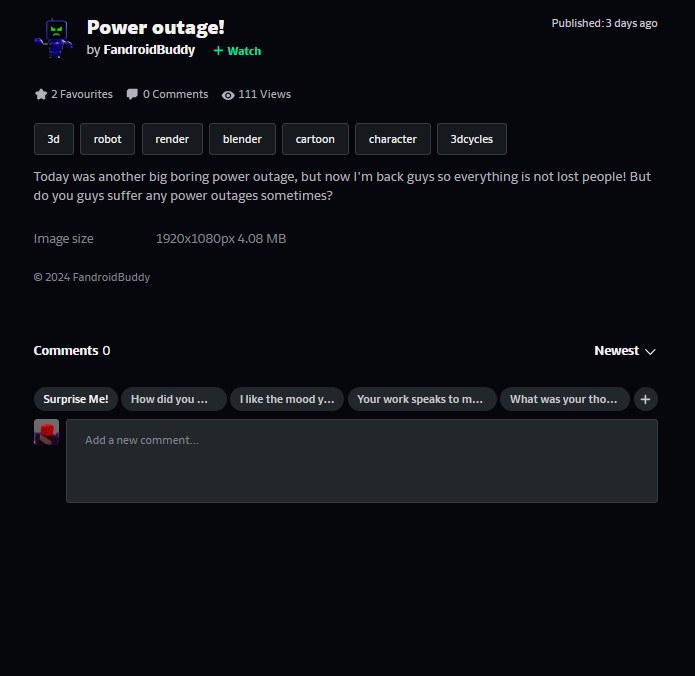 Power outage!
Published: 3 days ago
by FandroidBuddy + Watch
2 Favourites 0 Comments 111 Views
3d robot render blender cartoon character 3dcycles
Today was another big boring power outage, but now I'm back guys so everything is not lost people! But
do you guys suffer any power outages sometimes?
Image size 1920x1080px 4.08 MB
© 2024 FandroidBuddy
Comments 0 Newest
Surprise Me! How did you ... I like the mood y... Your work speaks to m... What was your tho... +
Add a new comment...